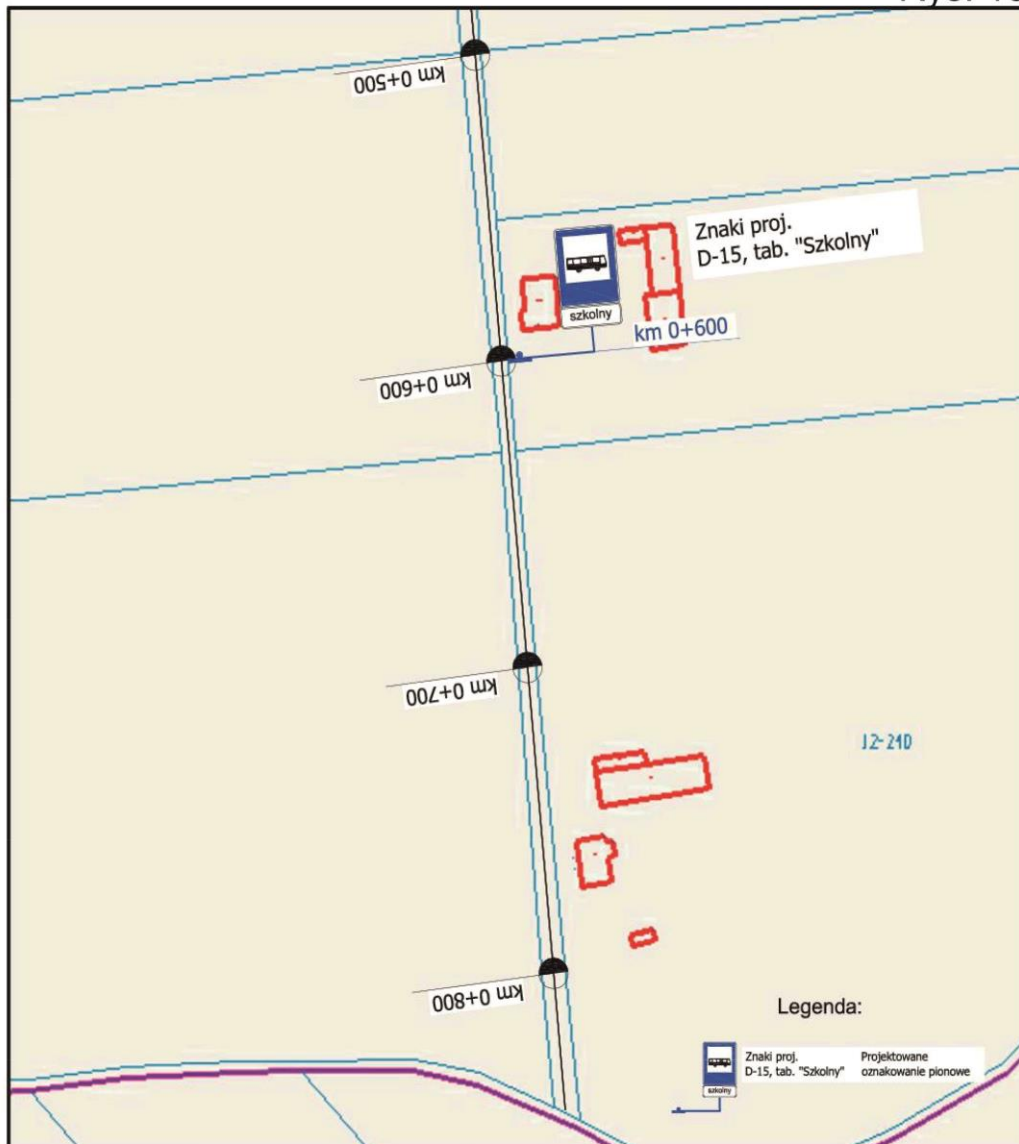 km 0+500
Znaki proj.
D-15, tab. "Szkolny"
szkolny
km 0+600
km 0+600
km 0+700
12-21D
km 0+800
Legenda:
Znaki proj.
D-15, tab. "Szkolny"
Projektowane
oznakowanie pionowe
szkolny